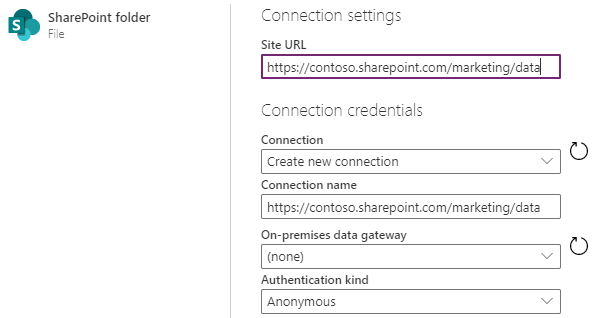 SharePoint folder
File
Connection settings
Site URL
https://contoso.sharepoint.com/marketing/data
Connection credentials
Connection
Create new connection
Connection name
https://contoso.sharepoint.com/marketing/data
On-premises data gateway
(none)
Authentication kind
Anonymous